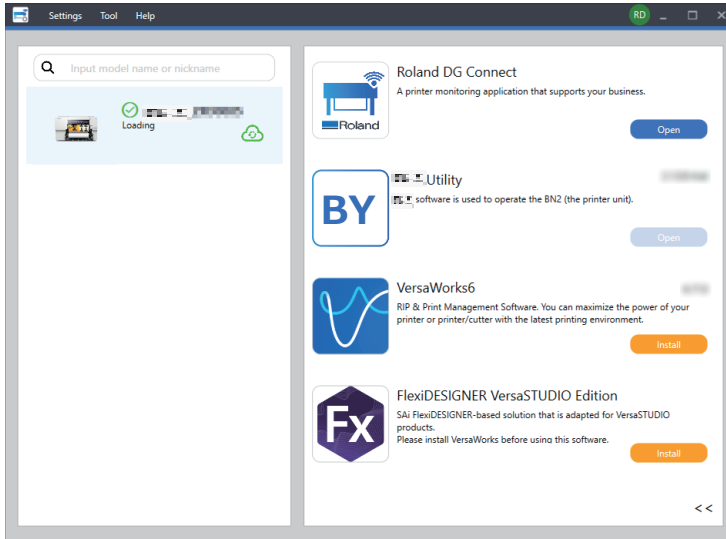 Settings Tool Help RD
Input model name or nickname
Loading
Roland DG Connect
A printer monitoring application that supports your business.
Roland
Open
BY
Utility
software is used to operate the BN2 (the printer unit).
Open
VersaWorks6
RIP & Print Management Software. You can maximize the power of your
printer or printer/cutter with the latest printing environment.
Install
Fx
FlexiDESIGNER VersaSTUDIO Edition
SAi FlexiDESIGNER-based solution that is adapted for VersaSTUDIO
products.
Please install VersaWorks before using this software.
Install
<<